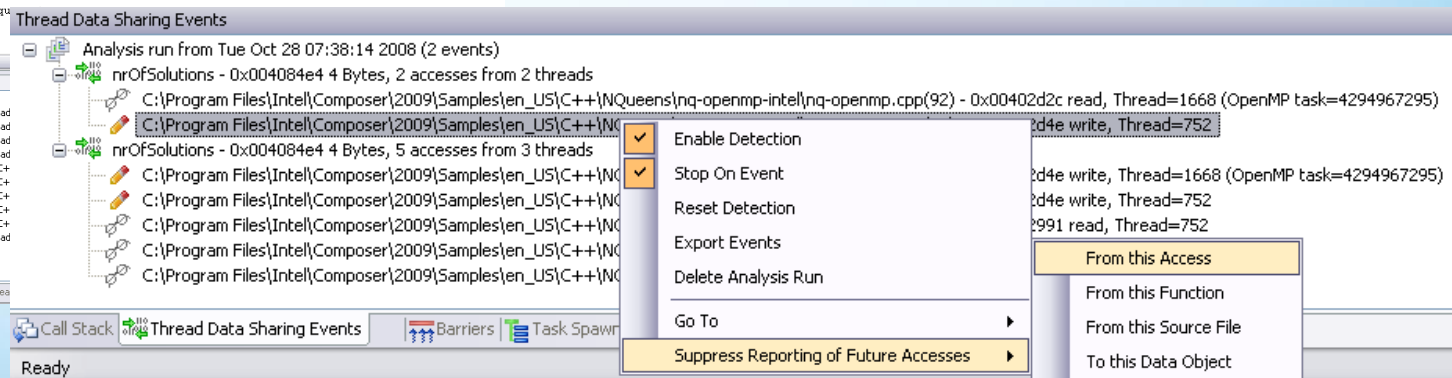 qu
Thread Data Sharing Events
Analysis run from Tue Oct 28 07:38:14 2008 (2 events)
nrOfSolutions - 0x004084e4 4 Bytes, 2 accesses from 2 threads
C:\Program Files\Intel\Composer\2009\Samples\en_US\C++\NQueens\nq-openmp-intel\nq-openmp.cpp(92) - 0x00402d2c read, Thread=1668 (OpenMP task=4294967295)
C:\Program Files\Intel\Composer\2009\Samples\en_US\C++\NQ 2d4e write, Thread=752
nrOfSolutions - 0x004084e4 4 Bytes, 5 accesses from 3 threads
C:\Program Files\Intel\Composer\2009\Samples\en_US\C++\NQ 2d4e write, Thread=1668 (OpenMP task=4294967295)
C:\Program Files\Intel\Composer\2009\Samples\en_US\C++\NQ 2d4e write, Thread=752
C:\Program Files\Intel\Composer\2009\Samples\en_US\C++\NQ 2991 read, Thread=752
C:\Program Files\Intel\Composer\2009\Samples\en_US\C++\NQ
C:\Program Files\Intel\Composer\2009\Samples\en_US\C++\NQ
Enable Detection
Stop On Event
Reset Detection
Export Events
Delete Analysis Run
Go To
Suppress Reporting of Future Accesses
From this Access
From this Function
From this Source File
To this Data Object
Call Stack Thread Data Sharing Events Barriers Task Spawn
Ready